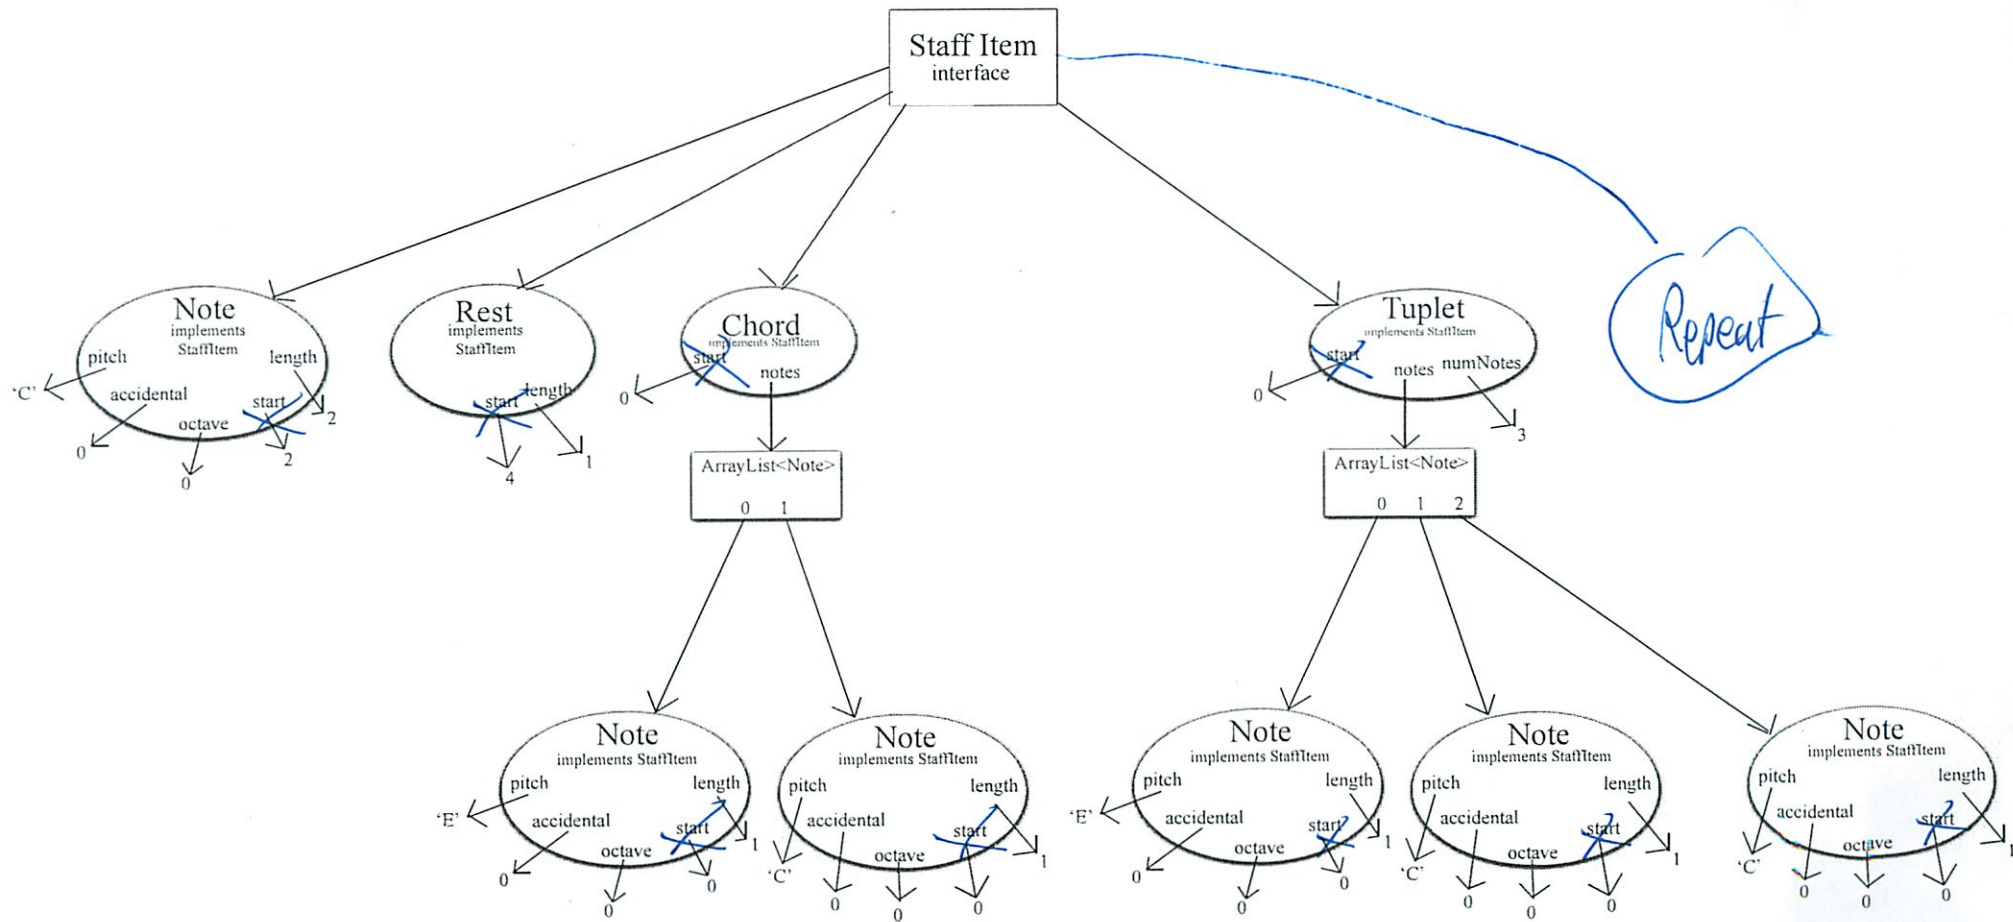 Staff Item
interface
Note
implements
StaffItem
pitch
length
accidental
start
octave
'C'
0
0
2
2
Rest
implements
StaffItem
start
length
4
1
Chord
implements StaffItem
start
notes
0
ArrayList<Note>
0 1
Tuplet
implements StaffItem
start
notes
numNotes
0
3
ArrayList<Note>
0 1 2
Repeat
Note
implements StaffItem
pitch
length
accidental
start
octave
'E'
0
0
0
1
Note
implements StaffItem
pitch
length
accidental
start
octave
'C'
0
0
0
1
Note
implements StaffItem
pitch
length
accidental
start
octave
'E'
0
0
0
1
Note
implements StaffItem
pitch
length
accidental
start
octave
'C'
0
0
0
1
Note
implements StaffItem
pitch
length
accidental
start
octave
'C'
0
0
0
1